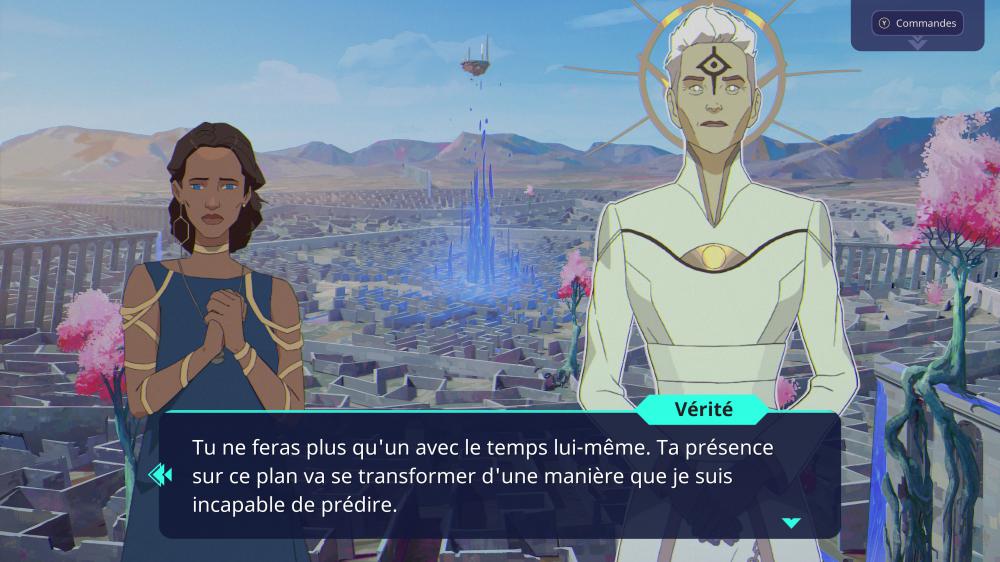 Y Commandes
Vérité
Tu ne feras plus qu'un avec le temps lui-même. Ta présence
sur ce plan va se transformer d'une manière que je suis
incapable de prédire.